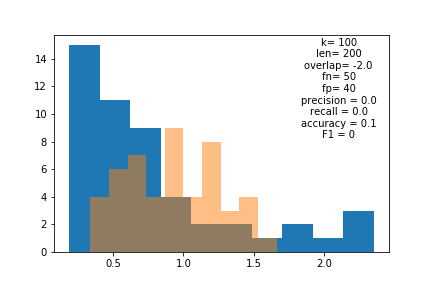 k= 100
len= 200
overlap= -2.0
fn= 50
fp= 40
precision = 0.0
recall = 0.0
accuracy = 0.1
F1 = 0
14
12
10
8
6
4
2
0
0.5 1.0 1.5 2.0